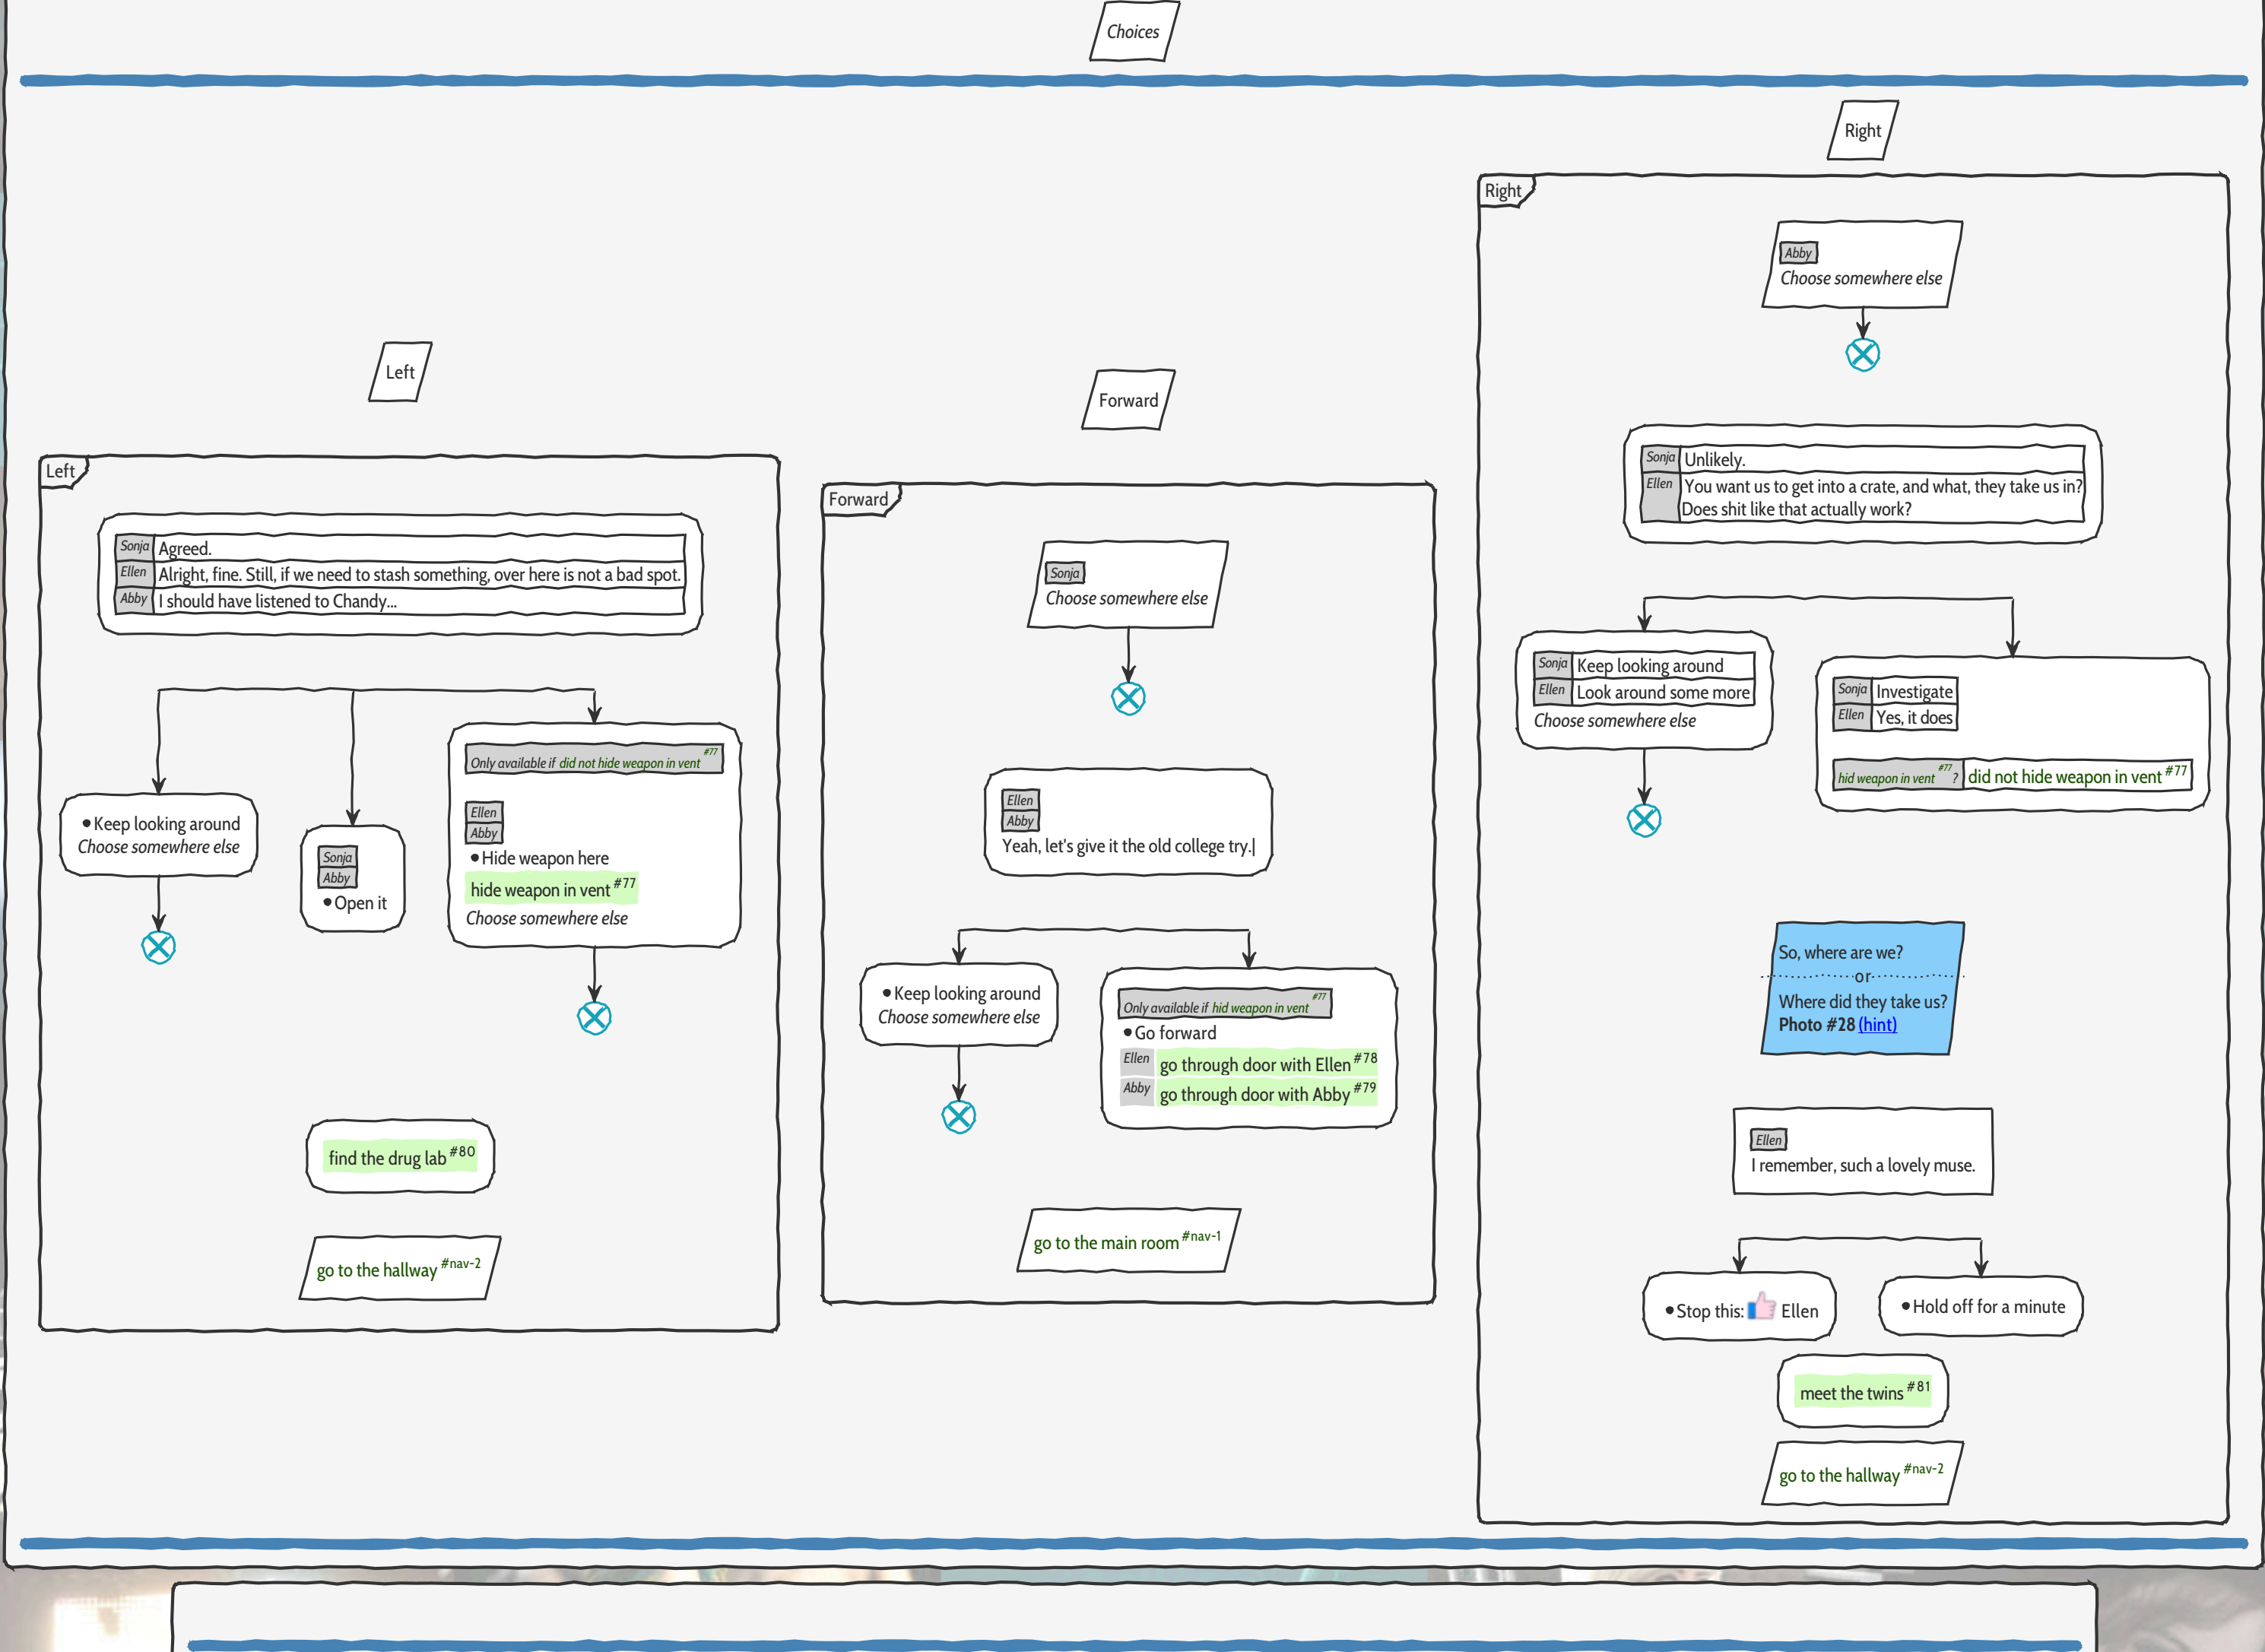 Choices
Left
Left
Sonja Agreed.
Ellen Alright, fine. Still, if we need to stash something, over here is not a bad spot.
Abby I should have listened to Chandy...
•Keep looking around
Choose somewhere else
Sonja
Abby
•Open it
Only available if did not hide weapon in vent #77
Ellen
Abby
•Hide weapon here
hide weapon in vent #77
Choose somewhere else
find the drug lab #80
go to the hallway #nav-2
Forward
Forward
Sonja
Choose somewhere else
Ellen
Abby
Yeah, let's give it the old college try.|
•Keep looking around
Choose somewhere else
Only available if hid weapon in vent #77
•Go forward
Ellen go through door with Ellen #78
Abby go through door with Abby #79
go to the main room #nav-1
Right
Right
Abby
Choose somewhere else
Sonja Unlikely.
Ellen You want us to get into a crate, and what, they take us in?
Does shit like that actually work?
Sonja Keep looking around
Ellen Look around some more
Choose somewhere else
Sonja Investigate
Ellen Yes, it does
hid weapon in vent #77 ? did not hide weapon in vent #77
So, where are we?
or
Where did they take us?
Photo #28 (hint)
Ellen
I remember, such a lovely muse.
•Stop this: 👍 Ellen
•Hold off for a minute
meet the twins #81
go to the hallway #nav-2